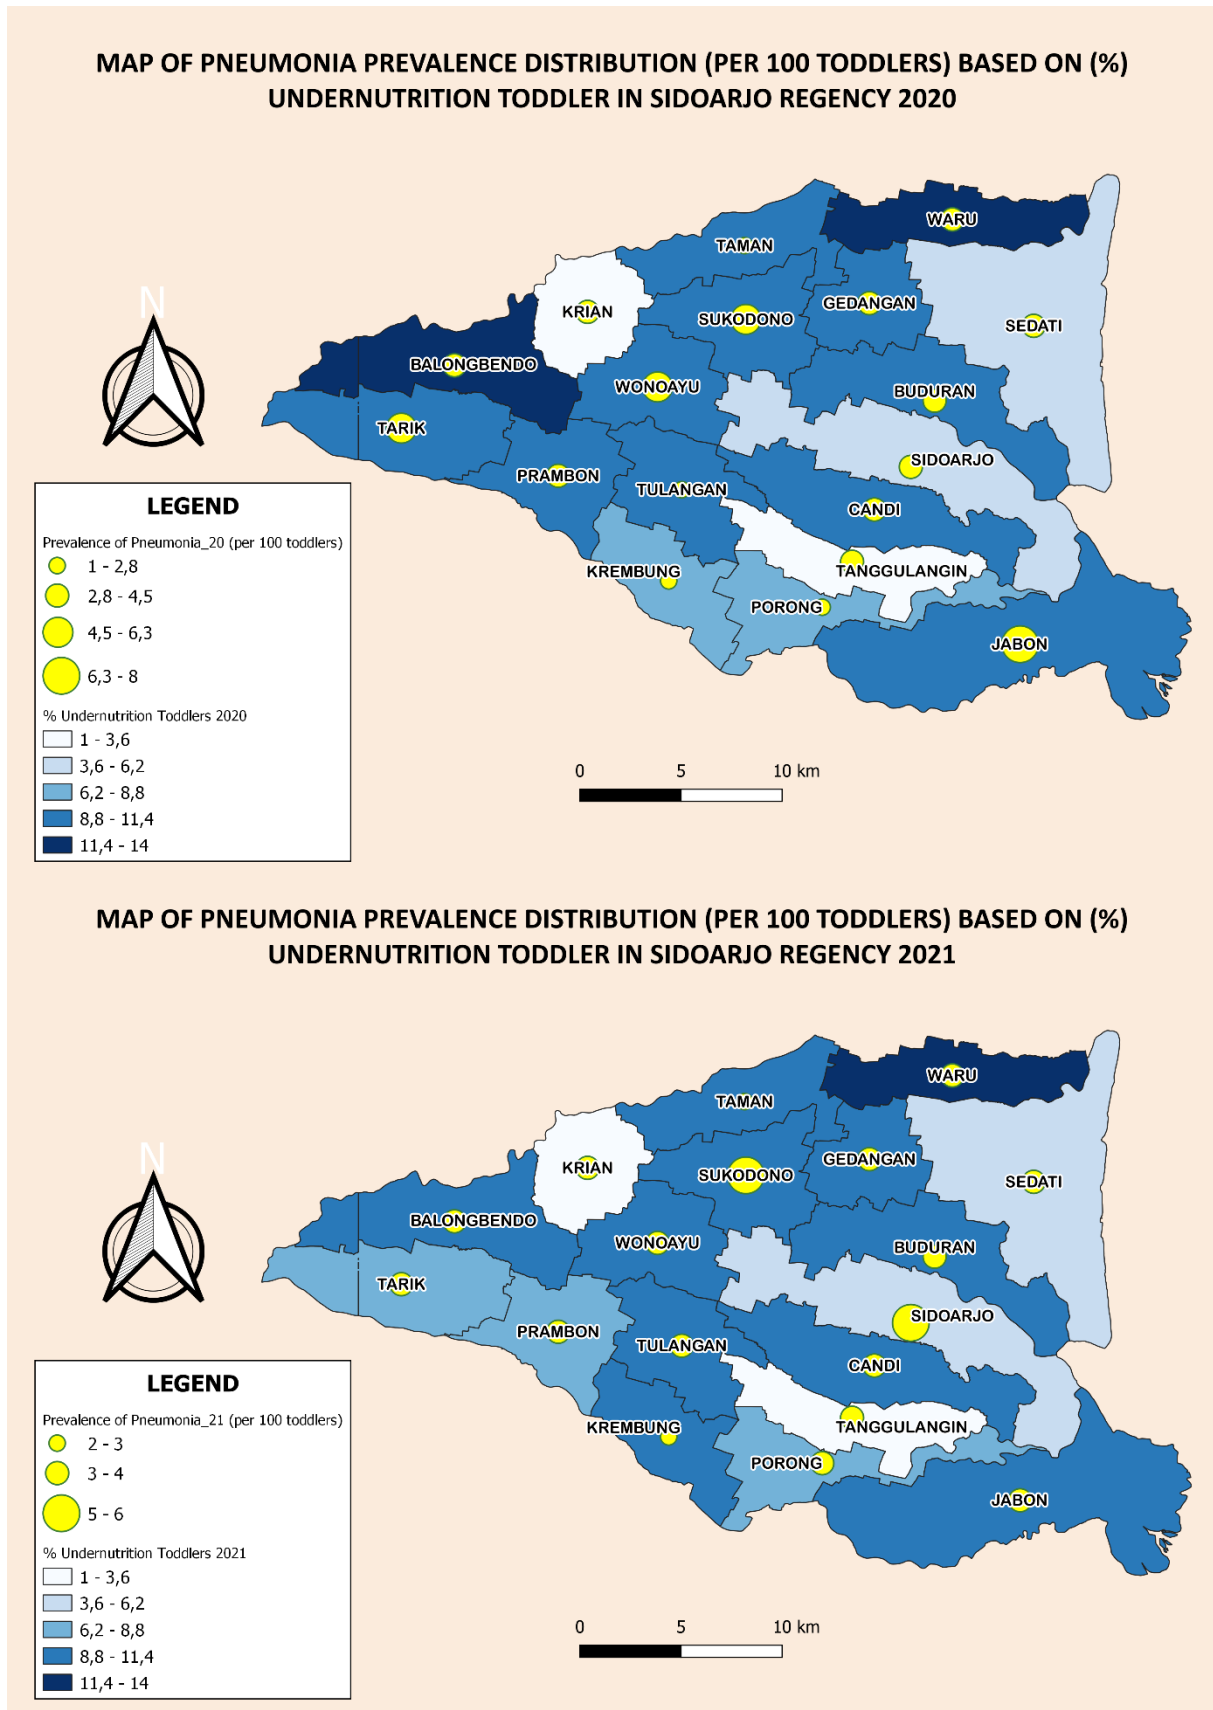 MAP OF PNEUMONIA PREVALENCE DISTRIBUTION (PER 100 TODDLERS) BASED ON (%)
UNDERNUTRITION TODDLER IN SIDOARJO REGENCY 2020
WARU
TAMAN
KRIAN
SUKODONO
GEDANGAN
SEDATI
N
BALONGBENDO
WONOAYU
BUDURAN
TARIK
SIDOARJO
PRAMBON
TULANGAN
CANDI
KREMBUNG
TANGGULANGIN
PORONG
JABON
LEGEND
Prevalence of Pneumonia_20 (per 100 toddlers)
1 - 2,8
2,8 - 4,5
4,5 - 6,3
6,3 - 8
% Undernutrition Toddlers 2020
1 - 3,6
3,6 - 6,2
6,2 - 8,8
8,8 - 11,4
11,4 - 14
0 5 10 km
MAP OF PNEUMONIA PREVALENCE DISTRIBUTION (PER 100 TODDLERS) BASED ON (%)
UNDERNUTRITION TODDLER IN SIDOARJO REGENCY 2021
WARU
TAMAN
KRIAN
SUKODONO
GEDANGAN
SEDATI
N
BALONGBENDO
WONOAYU
BUDURAN
TARIK
SIDOARJO
PRAMBON
TULANGAN
CANDI
KREMBUNG
TANGGULANGIN
PORONG
JABON
LEGEND
Prevalence of Pneumonia_21 (per 100 toddlers)
2 - 3
3 - 4
5 - 6
% Undernutrition Toddlers 2021
1 - 3,6
3,6 - 6,2
6,2 - 8,8
8,8 - 11,4
11,4 - 14
0 5 10 km